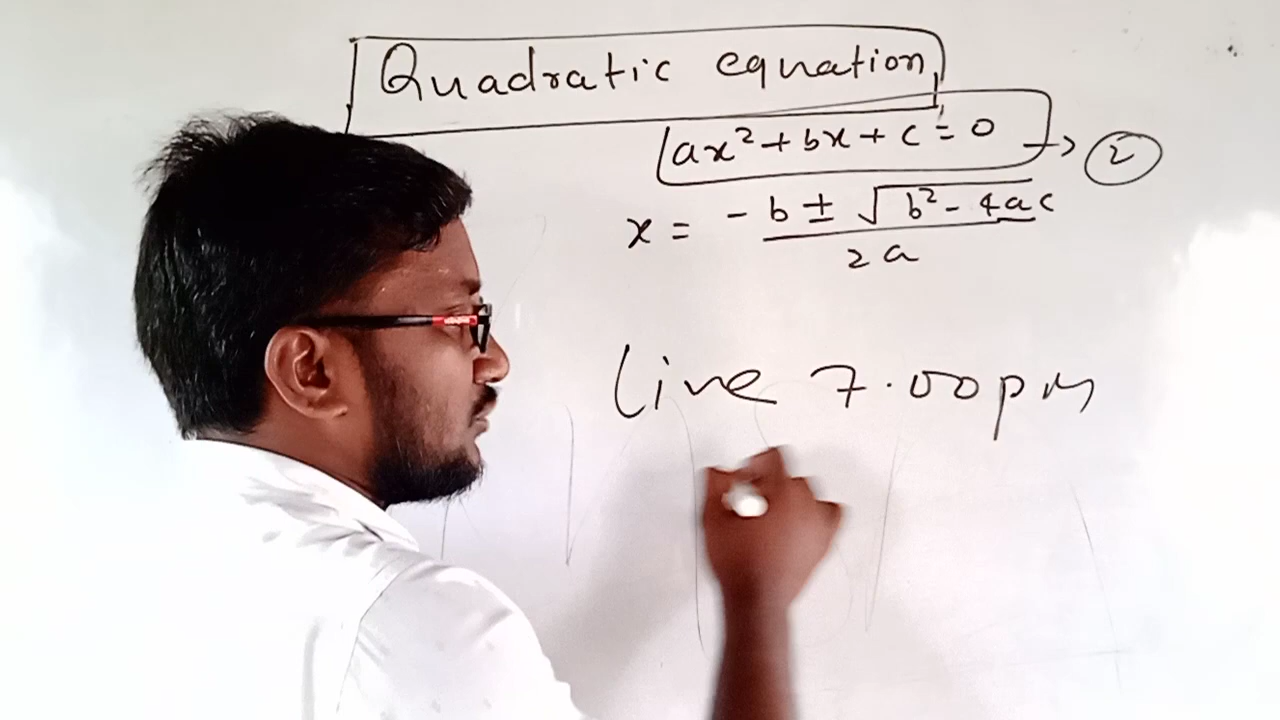 Quadratic equation
ax²+bx+c=0 → 2
x = -b ± √b²-4ac
2a
live 7.00pm